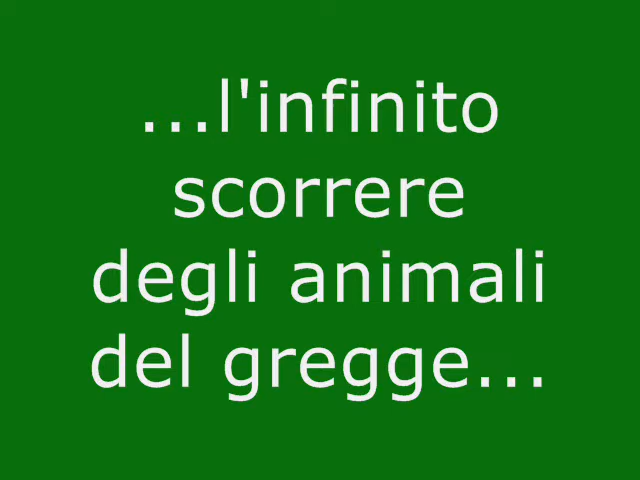 ...l'infinito
scorrere
degli animali
del gregge...